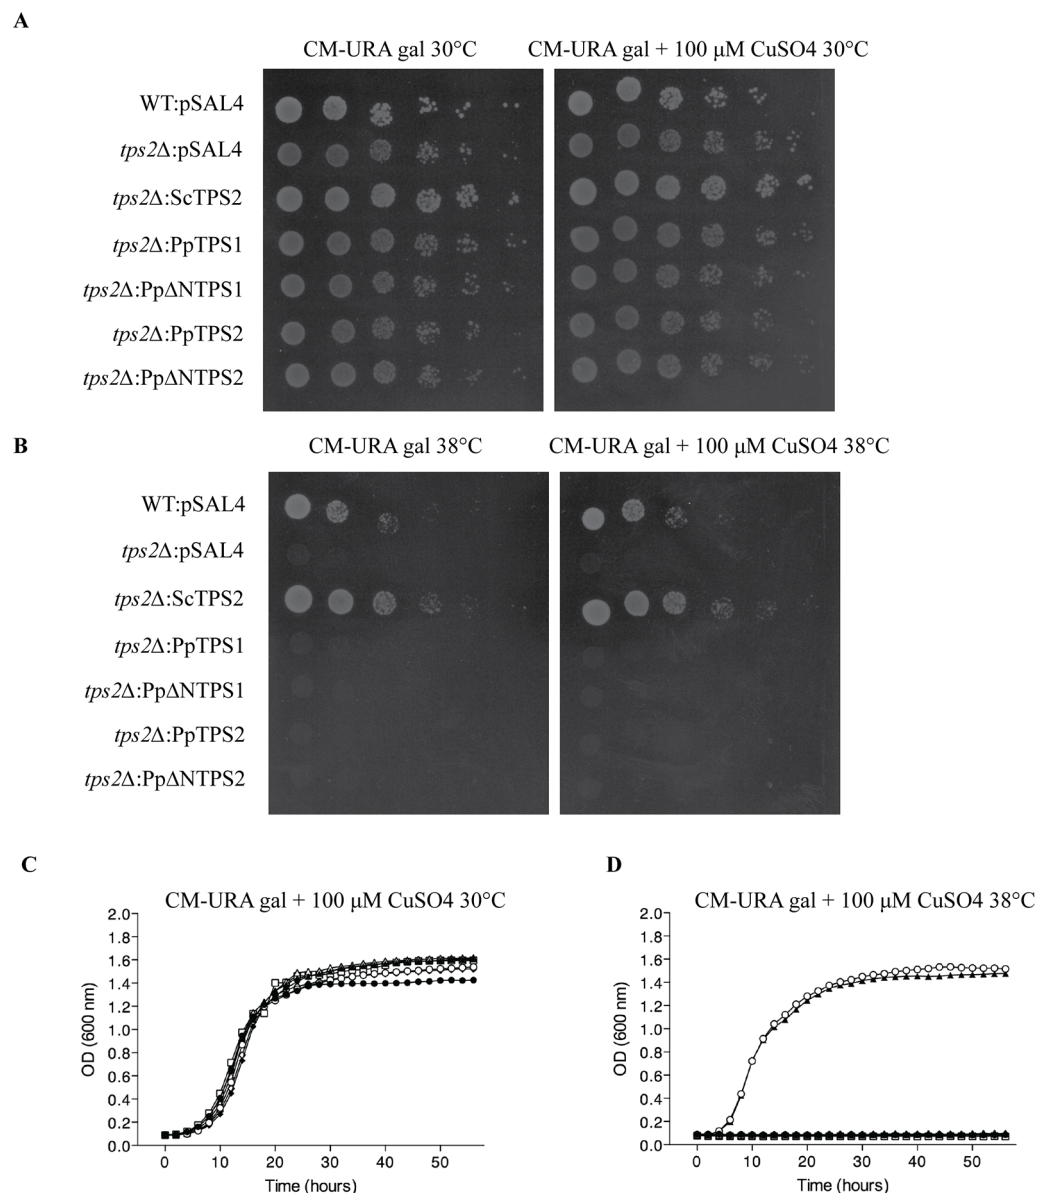 A
CM-URA gal 30°C
CM-URA gal + 100 µM CuSO4 30°C
WT:pSAL4
tps2Δ:pSAL4
tps2Δ:ScTPS2
tps2Δ:PpTPS1
tps2Δ:PpΔNTPS1
tps2Δ:PpTPS2
tps2Δ:PpΔNTPS2
B
CM-URA gal 38°C
CM-URA gal + 100 µM CuSO4 38°C
WT:pSAL4
tps2Δ:pSAL4
tps2Δ:ScTPS2
tps2Δ:PpTPS1
tps2Δ:PpΔNTPS1
tps2Δ:PpTPS2
tps2Δ:PpΔNTPS2
C
CM-URA gal + 100 µM CuSO4 30°C
2.0
1.8
1.6
1.4
1.2
1.0
0.8
0.6
0.4
0.2
0.0
OD (600 nm)
0 10 20 30 40 50
Time (hours)
D
CM-URA gal + 100 µM CuSO4 38°C
2.0
1.8
1.6
1.4
1.2
1.0
0.8
0.6
0.4
0.2
0.0
OD (600 nm)
0 10 20 30 40 50
Time (hours)